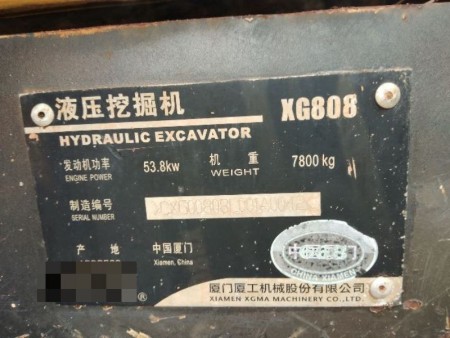 液压挖掘机 XG808
HYDRAULIC EXCAVATOR
发动机功率 53.8kw 机 重 7800 kg
ENGINE POWER WEIGHT
制造编号
SERIAL NUMBER
产 地 中国厦门
Xiamen, China
CHINA XIAMEN
®
厦门厦工机械股份有限公司
XIAMEN XGMA MACHINERY CO., LTD.